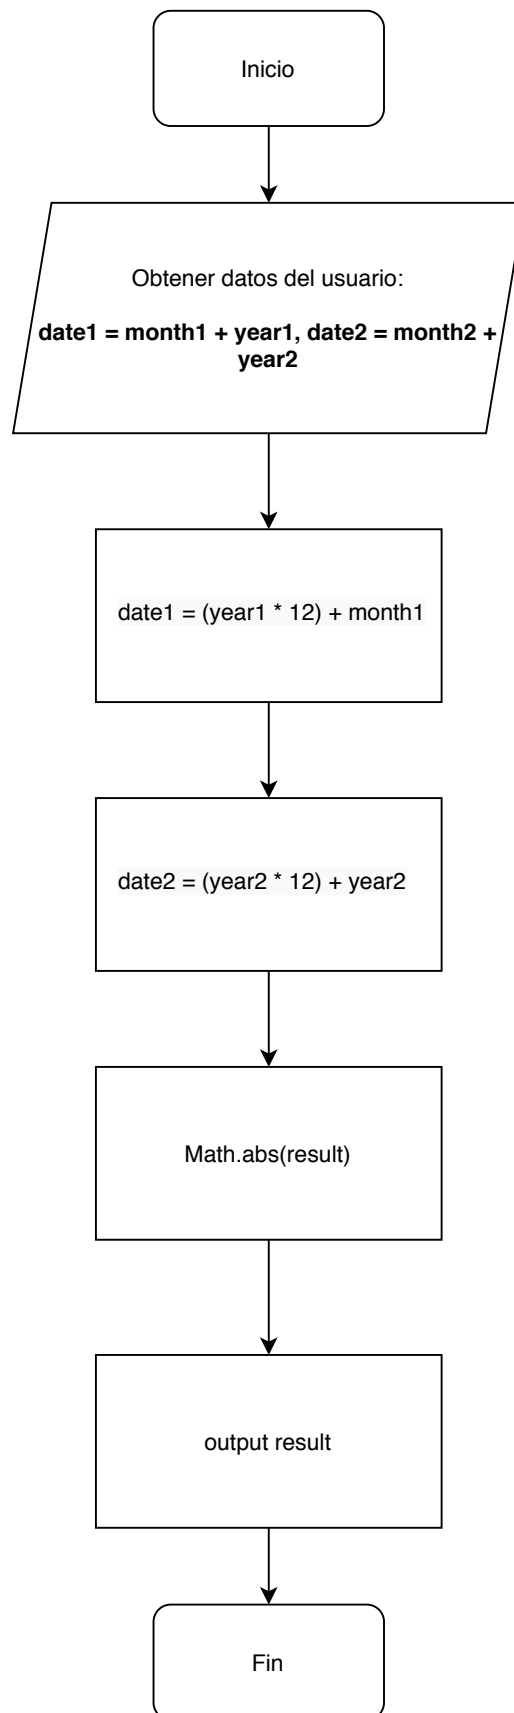 Inicio
Obtener datos del usuario:
date1 = month1 + year1, date2 = month2 +
year2
date1 = (year1 * 12) + month1
date2 = (year2 * 12) + year2
Math.abs(result)
output result
Fin